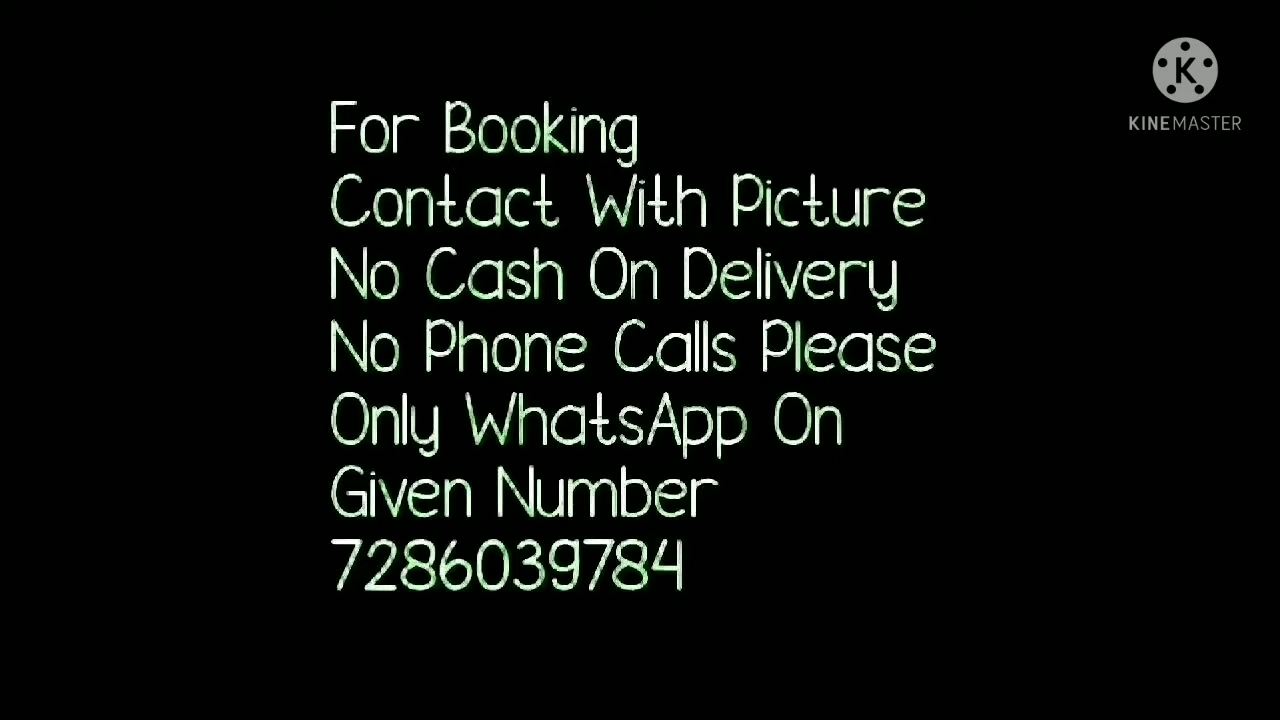 For Booking
Contact With Picture
No Cash On Delivery
No Phone Calls Please
Only WhatsApp On
Given Number
7286039784
K
KINEMASTER